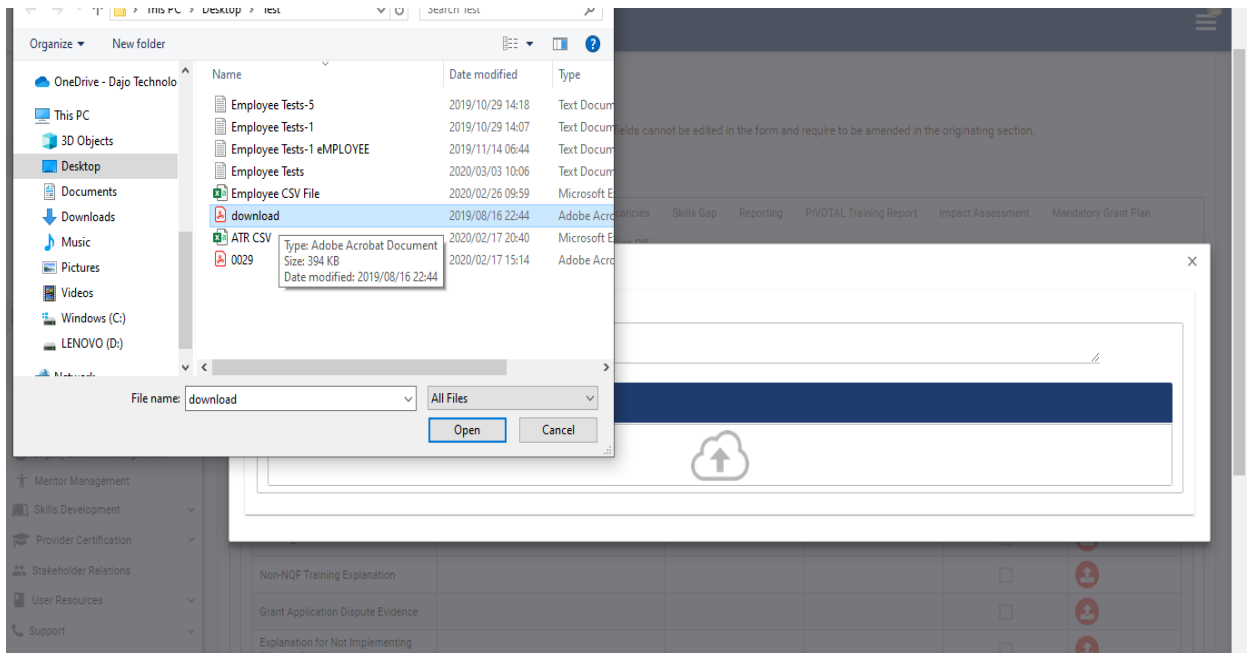 This PC > Desktop > Test
Search Test
Organize
New folder
Name
Date modified
Type
OneDrive - Dajo Technolo
This PC
3D Objects
Desktop
Documents
Downloads
Music
Pictures
Videos
Windows (C:)
LENOVO (D:)
Network
Employee Tests-5 2019/10/29 14:18 Text Docum
Employee Tests-1 2019/10/29 14:07 Text Docum
Employee Tests-1 eMPLOYEE 2019/11/14 06:44 Text Docum
Employee Tests 2020/03/03 10:06 Text Docum
Employee CSV File 2020/02/26 09:59 Microsoft E
download 2019/08/16 22:44 Adobe Acro
ATR CSV 2020/02/17 20:40 Microsoft E
0029 2020/02/17 15:14 Adobe Acro
Type: Adobe Acrobat Document
Size: 394 KB
Date modified: 2019/08/16 22:44
File name: download
All Files
Open
Cancel
fields cannot be edited in the form and require to be amended in the originating section.
cancies Skills Gap Reporting PIVOTAL Training Report Impact Assessment Mandatory Grant Plan
Mentor Management
Skills Development
Provider Certification
Stakeholder Relations
User Resources
Support
Non-NQF Training Explanation
Grant Application Dispute Evidence
Explanation for Not Implementing